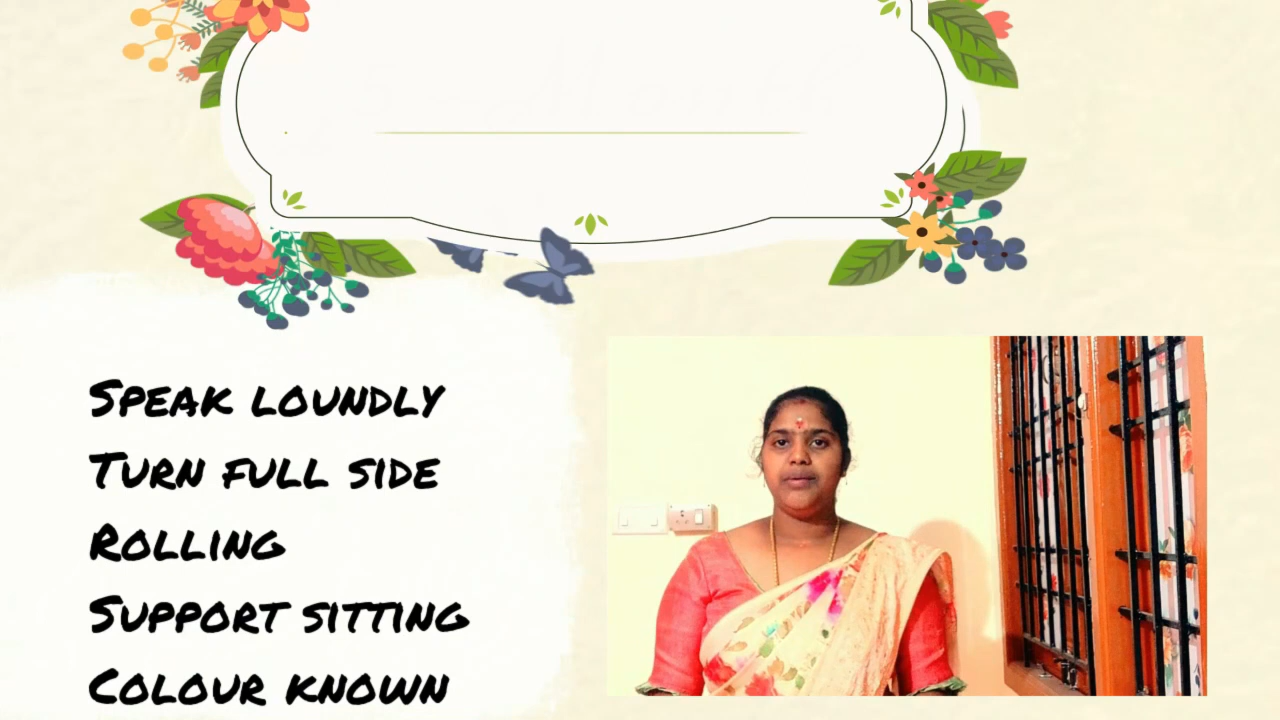 Speak loundly
Turn full side
Rolling
Support sitting
Colour known